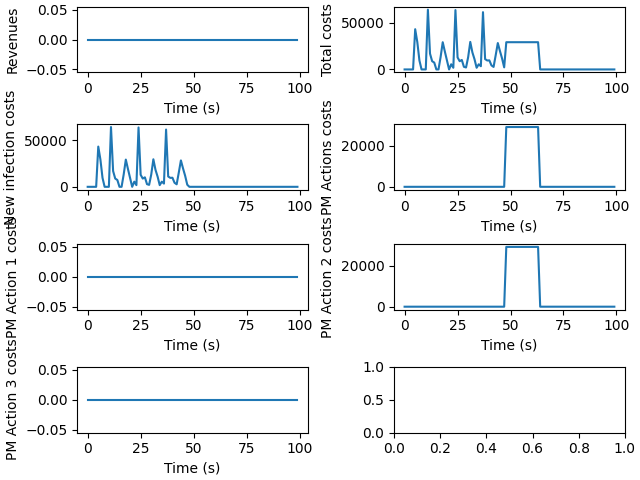 Revenues
0.05
0.00
−0.05
0 25 50 75 100
Time (s)
Total costs
50000
0
0 25 50 75 100
Time (s)
New infection costs
50000
0
0 25 50 75 100
Time (s)
PM Actions costs
20000
0
0 25 50 75 100
Time (s)
PM Action 1 costs
0.05
0.00
−0.05
0 25 50 75 100
Time (s)
PM Action 2 costs
20000
0
0 25 50 75 100
Time (s)
PM Action 3 costs
0.05
0.00
−0.05
0 25 50 75 100
Time (s)
1.0
0.5
0.0
0.0 0.2 0.4 0.6 0.8 1.0